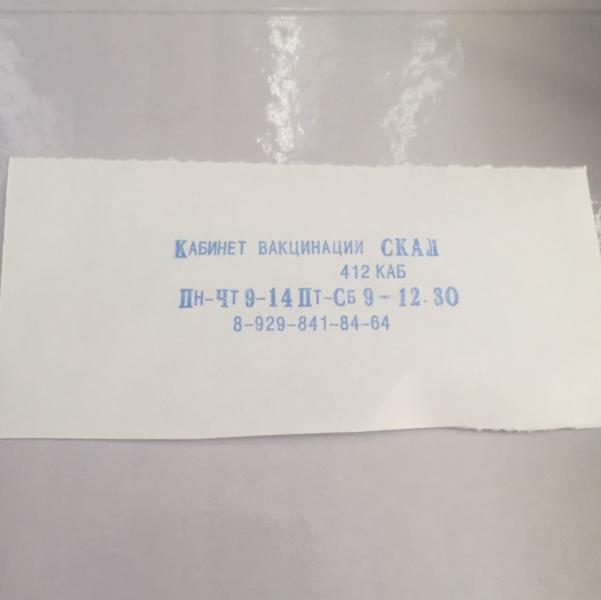 Кабинет вакцинации СКАЛ
412 КАБ
Пн-Чт 9-14 Пт-Сб 9 - 12.30
8-929-841-84-64